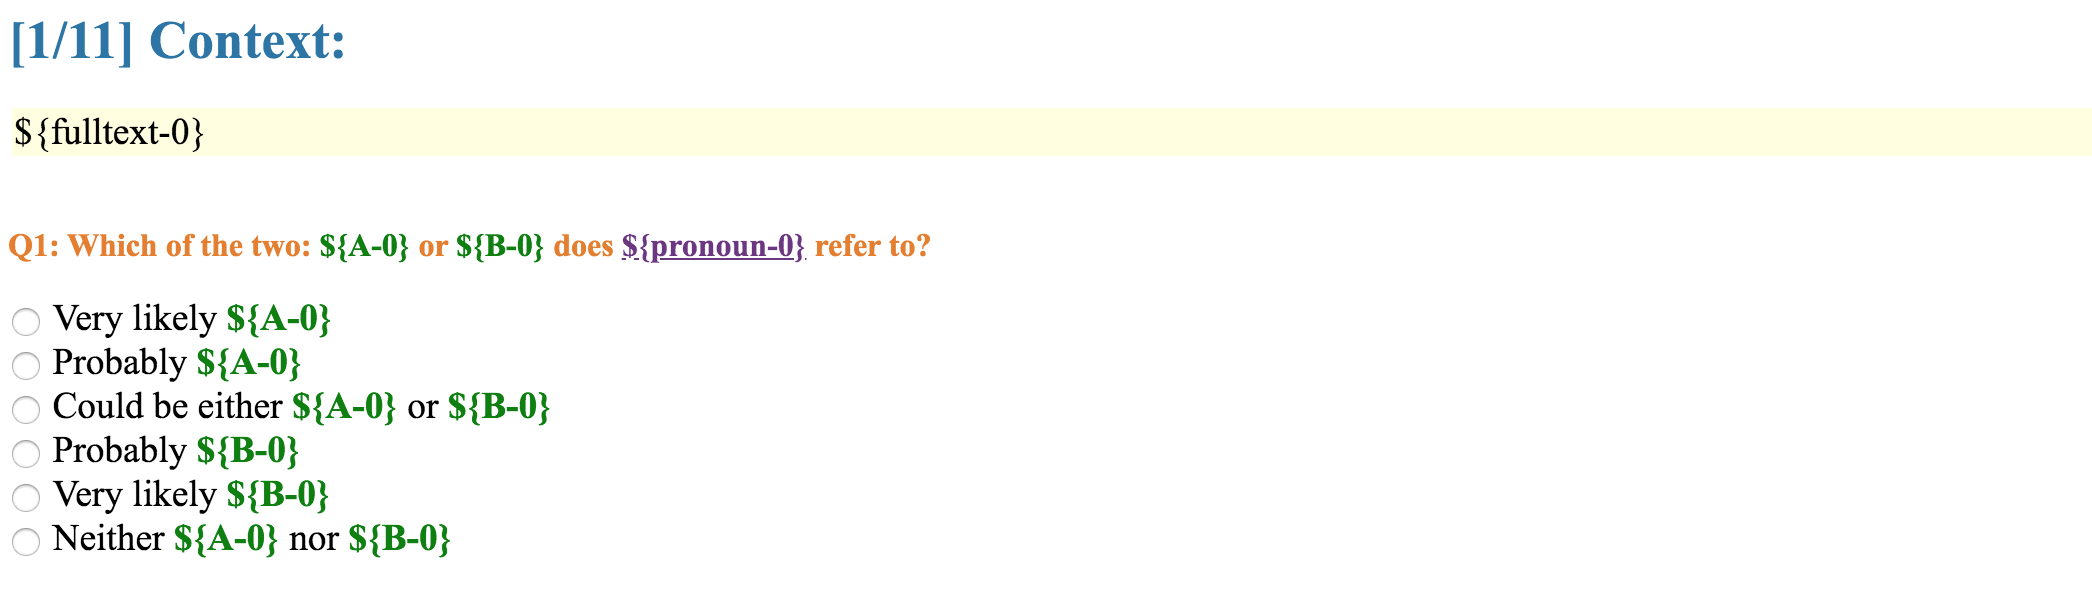 [1/11] Context:
${fulltext-0}
Q1: Which of the two: ${A-0} or ${B-0} does ${pronoun-0} refer to?
Very likely ${A-0}
Probably ${A-0}
Could be either ${A-0} or ${B-0}
Probably ${B-0}
Very likely ${B-0}
Neither ${A-0} nor ${B-0}